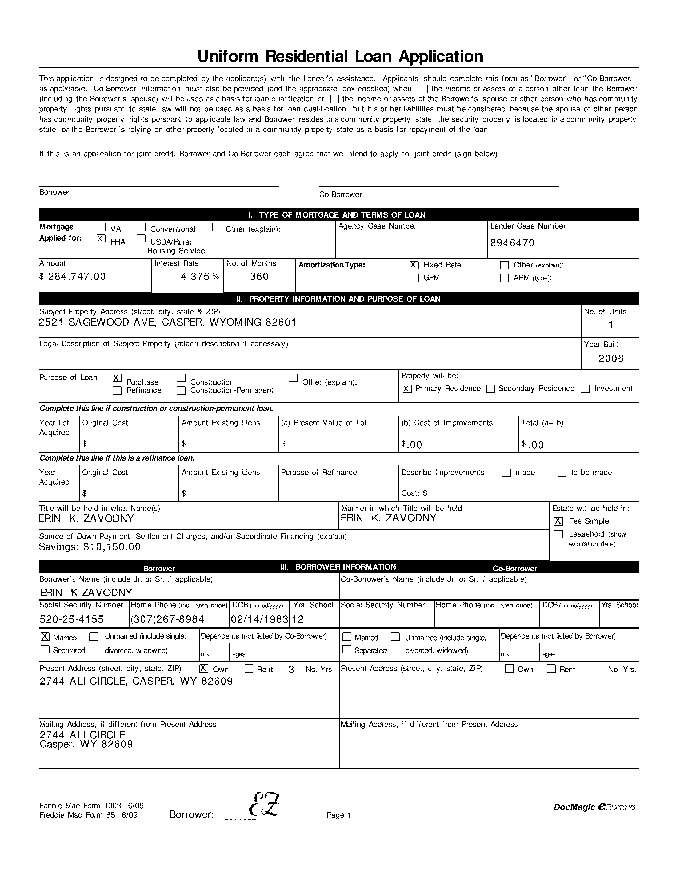 Uniform Residential Loan Application
This application is designed to be completed by the applicant(s) with the Lender's assistance. Applicants should complete this form as "Borrower" or "Co-Borrower,"
as applicable. Co-Borrower information must also be provided (and the appropriate box checked) when [ ] the income or assets of a person other than the Borrower
(including the Borrower's spouse) will be used as a basis for loan qualification or [ ] the income or assets of the Borrower's spouse or other person who has community
property rights pursuant to state law will not be used as a basis for loan qualification, but his or her liabilities must be considered because the spouse or other person
has community property rights pursuant to applicable law and Borrower resides in a community property state, the security property is located in a community property
state, or the Borrower is relying on other property located in a community property state as a basis for repayment of the loan.
If this is an application for joint credit, Borrower and Co-Borrower each agree that we intend to apply for joint credit (sign below):
Borrower Co-Borrower
I. TYPE OF MORTGAGE AND TERMS OF LOAN
Mortgage VA Conventional Other (explain): Agency Case Number Lender Case Number
Applied for: X FHA USDA/Rural Housing Service 8946470
Amount Interest Rate No. of Months Amortization Type: X Fixed Rate Other (explain):
$ 284,747.00 4.375 % 360 GPM ARM (type):
II. PROPERTY INFORMATION AND PURPOSE OF LOAN
Subject Property Address (street, city, state & ZIP) No. of Units
SAGEWOOD AVE, CASPER, WYOMING 82601 1
Legal Description of Subject Property (attach description if necessary) Year Built
2006
Purpose of Loan X Purchase Construction Other (explain): Property will be:
Refinance Construction-Permanent X Primary Residence Secondary Residence Investment
Complete this line if construction or construction-permanent loan.
Year Lot Acquired Original Cost Amount Existing Liens (a) Present Value of Lot (b) Cost of Improvements Total (a+b)
$ $ $ $ .00 $ .00
Complete this line if this is a refinance loan.
Year Acquired Original Cost Amount Existing Liens Purpose of Refinance Describe Improvements made to be made
$ $ Cost: $
Title will be held in what Name(s) Manner in which Title will be held Estate will be held in:
ERIN K. ZAVODNY ERIN K. ZAVODNY X Fee Simple
Source of Down Payment, Settlement Charges, and/or Subordinate Financing (explain) Leasehold (show expiration date)
Savings: $10,150.00
Borrower III. BORROWER INFORMATION Co-Borrower
Borrower's Name (include Jr. or Sr. if applicable) Co-Borrower's Name (include Jr. or Sr. if applicable)
ERIN K ZAVODNY
Social Security Number Home Phone (incl. area code) DOB (mm/dd/yyyy) Yrs. School Social Security Number Home Phone (incl. area code) DOB (mm/dd/yyyy) Yrs. School
520-25-4155 (307)267-8984 02/14/1983 12
X Married Unmarried (include single, Dependents (not listed by Co-Borrower) Married Unmarried (include single, Dependents (not listed by Borrower)
Separated divorced, widowed) no. ages Separated divorced, widowed) no. ages
Present Address (street, city, state, ZIP) X Own Rent 3 No. Yrs. Present Address (street, city, state, ZIP) Own Rent No. Yrs.
2744 ALI CIRCLE, CASPER, WY 82609
Mailing Address, if different from Present Address Mailing Address, if different from Present Address
2744 ALI CIRCLE
Casper, WY 82609
Fannie Mae Form 1003 6/09
Freddie Mac Form 65 6/09 Borrower: EZ Page 1 DocMagic eForms